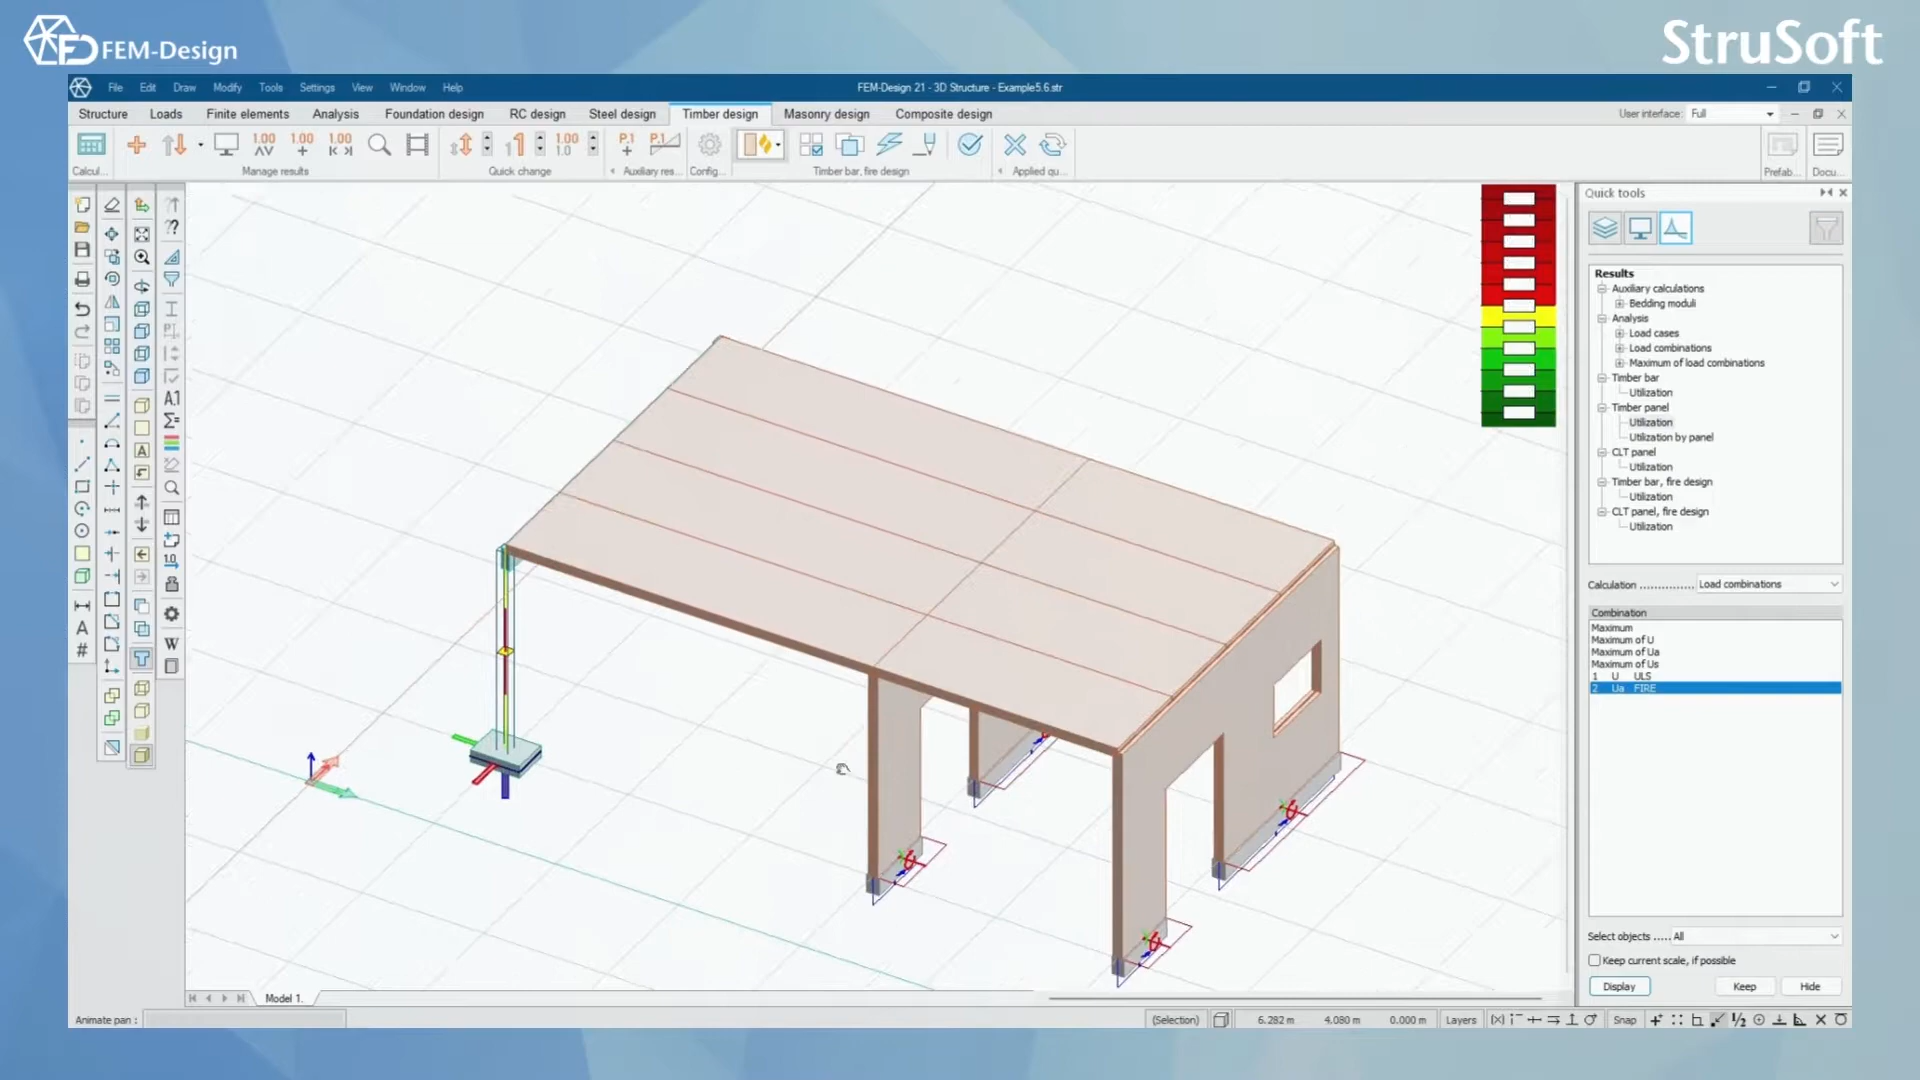 FEM-Design
StruSoft
File Edit Draw Modify Tools Settings View Window Help
FEM-Design 21 - 3D Structure - Example5.6.str
Structure Loads Finite elements Analysis Foundation design RC design Steel design Timber design Masonry design Composite design
User interface: Full
Calcul... Manage results Quick change Auxiliary res... Config... Timber bar, fire design Applied qu... Prefab... Docu...
Quick tools
Results
Auxiliary calculations
Bedding moduli
Analysis
Load cases
Load combinations
Maximum of load combinations
Timber bar
Utilization
Timber panel
Utilization
Utilization by panel
CLT panel
Utilization
Timber bar, fire design
Utilization
CLT panel, fire design
Utilization
Calculation ............... Load combinations
Combination
Maximum
Maximum of U
Maximum of Ua
Maximum of Us
1 U ULS
2 Ua FIRE
Select objects ..... All
Keep current scale, if possible
Display Keep Hide
Model 1.
Animate pan :
(Selection) 6.282 m 4.080 m 0.000 m Layers Snap